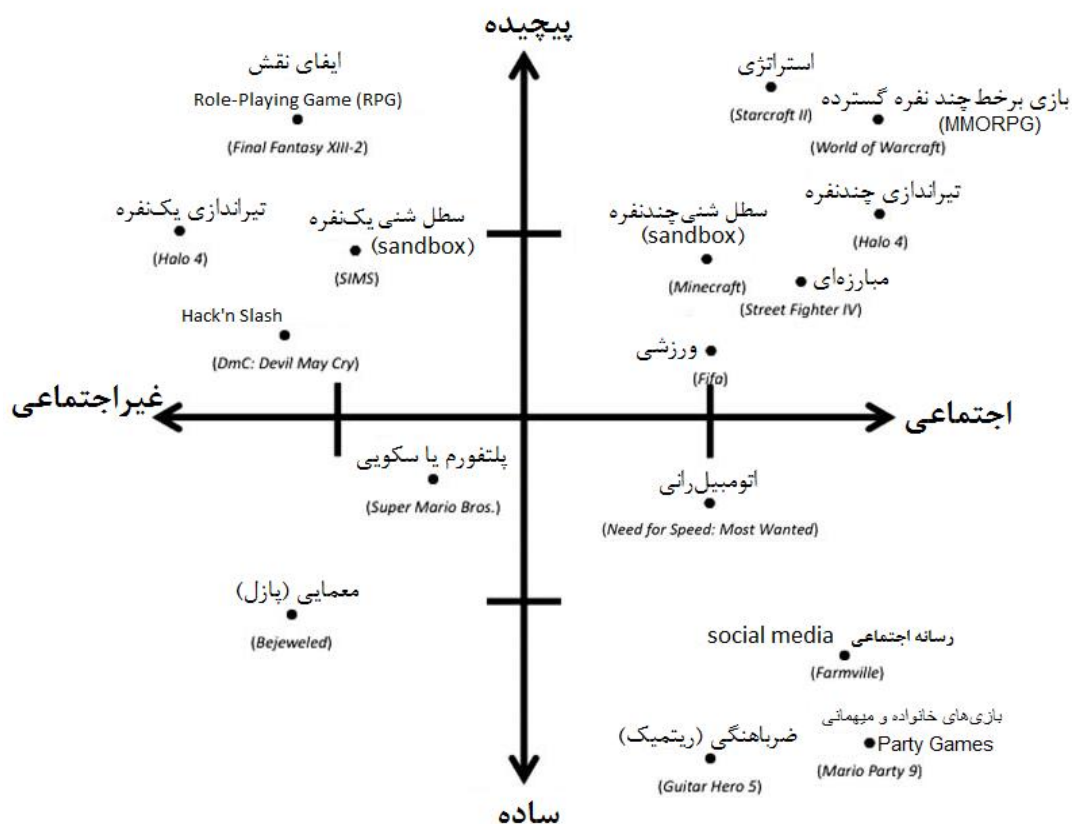 پیچیده
ایفای نقش
Role-Playing Game (RPG)
(Final Fantasy XIII-2)
استراتژی
(Starcraft II)
بازی برخط چند نفره گسترده
(MMORPG)
(World of Warcraft)
تیراندازی یک‌نفره
(Halo 4)
سطل شنی یک‌نفره
(sandbox)
(SIMS)
سطل شنی چندنفره
(sandbox)
(Minecraft)
تیراندازی چندنفره
(Halo 4)
مبارزه‌ای
(Street Fighter IV)
Hack'n Slash
(DmC: Devil May Cry)
ورزشی
(Fifa)
غیراجتماعی
اجتماعی
پلتفورم یا سکویی
(Super Mario Bros.)
اتومبیل‌رانی
(Need for Speed: Most Wanted)
معمایی (پازل)
(Bejeweled)
رسانه اجتماعی social media
(Farmville)
بازی‌های خانواده و میهمانی
Party Games
(Mario Party 9)
ضرباهنگی (ریتمیک)
(Guitar Hero 5)
ساده